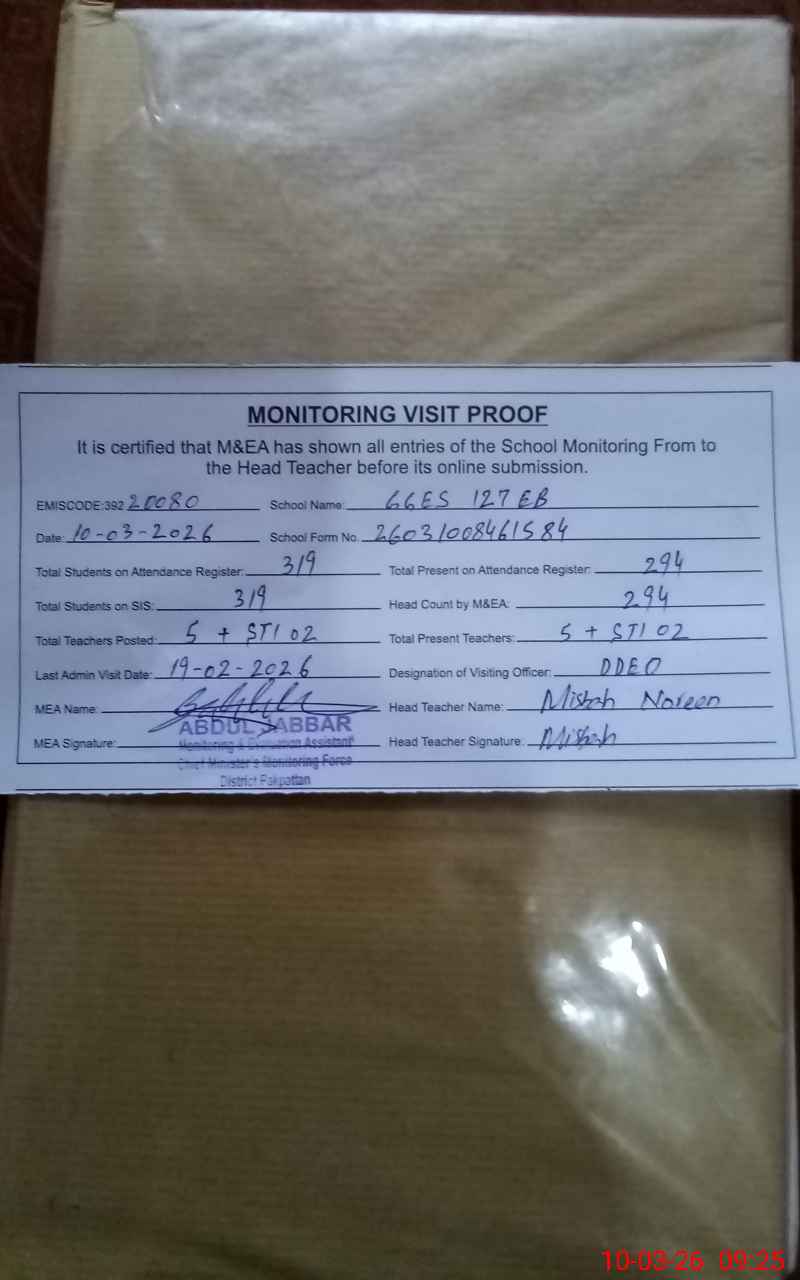 MONITORING VISIT PROOF
It is certified that M&EA has shown all entries of the School Monitoring From to
the Head Teacher before its online submission.
EMISCODE:392 20080 School Name: GGES 127 EB
Date: 10-03-2026 School Form No. 26031008461584
Total Students on Attendance Register: 319 Total Present on Attendance Register: 294
Total Students on SIS: 319 Head Count by M&EA: 294
Total Teachers Posted: 5 + STI 02 Total Present Teachers: 5 + STI 02
Last Admin Visit Date: 19-02-2026 Designation of Visiting Officer: DDEO
MEA Name: Head Teacher Name: Misbah Noreen
ABDUL JABBAR
MEA Signature: Monitoring & Evaluation Assistant Head Teacher Signature: Misbah
Chief Minister's Monitoring Force
District Pakpattan
10-03-26 09:25